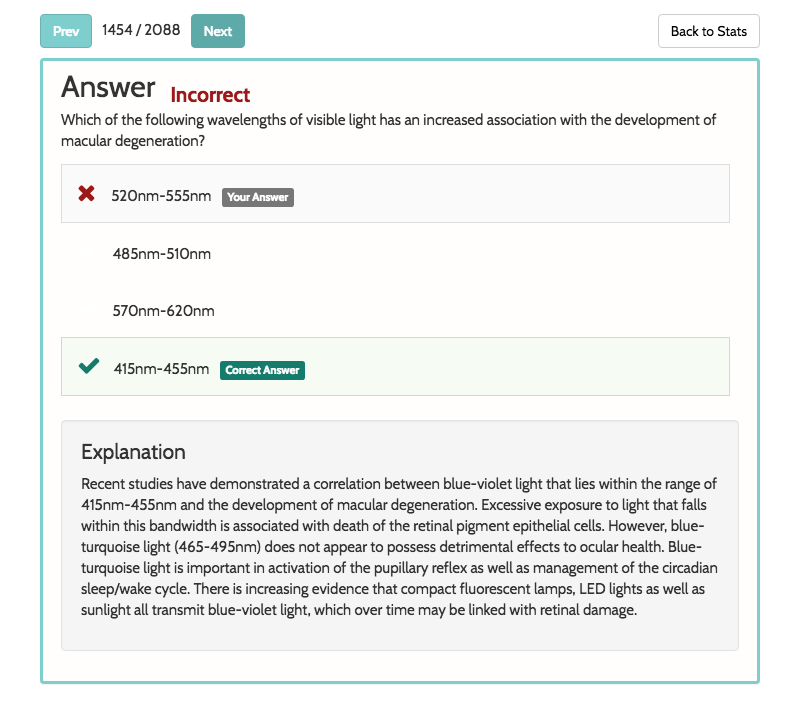 Prev 1454 / 2088 Next Back to Stats
Answer Incorrect
Which of the following wavelengths of visible light has an increased association with the development of
macular degeneration?
520nm-555nm Your Answer
485nm-510nm
570nm-620nm
415nm-455nm Correct Answer
Explanation
Recent studies have demonstrated a correlation between blue-violet light that lies within the range of
415nm-455nm and the development of macular degeneration. Excessive exposure to light that falls
within this bandwidth is associated with death of the retinal pigment epithelial cells. However, blue-
turquoise light (465-495nm) does not appear to possess detrimental effects to ocular health. Blue-
turquoise light is important in activation of the pupillary reflex as well as management of the circadian
sleep/wake cycle. There is increasing evidence that compact fluorescent lamps, LED lights as well as
sunlight all transmit blue-violet light, which over time may be linked with retinal damage.